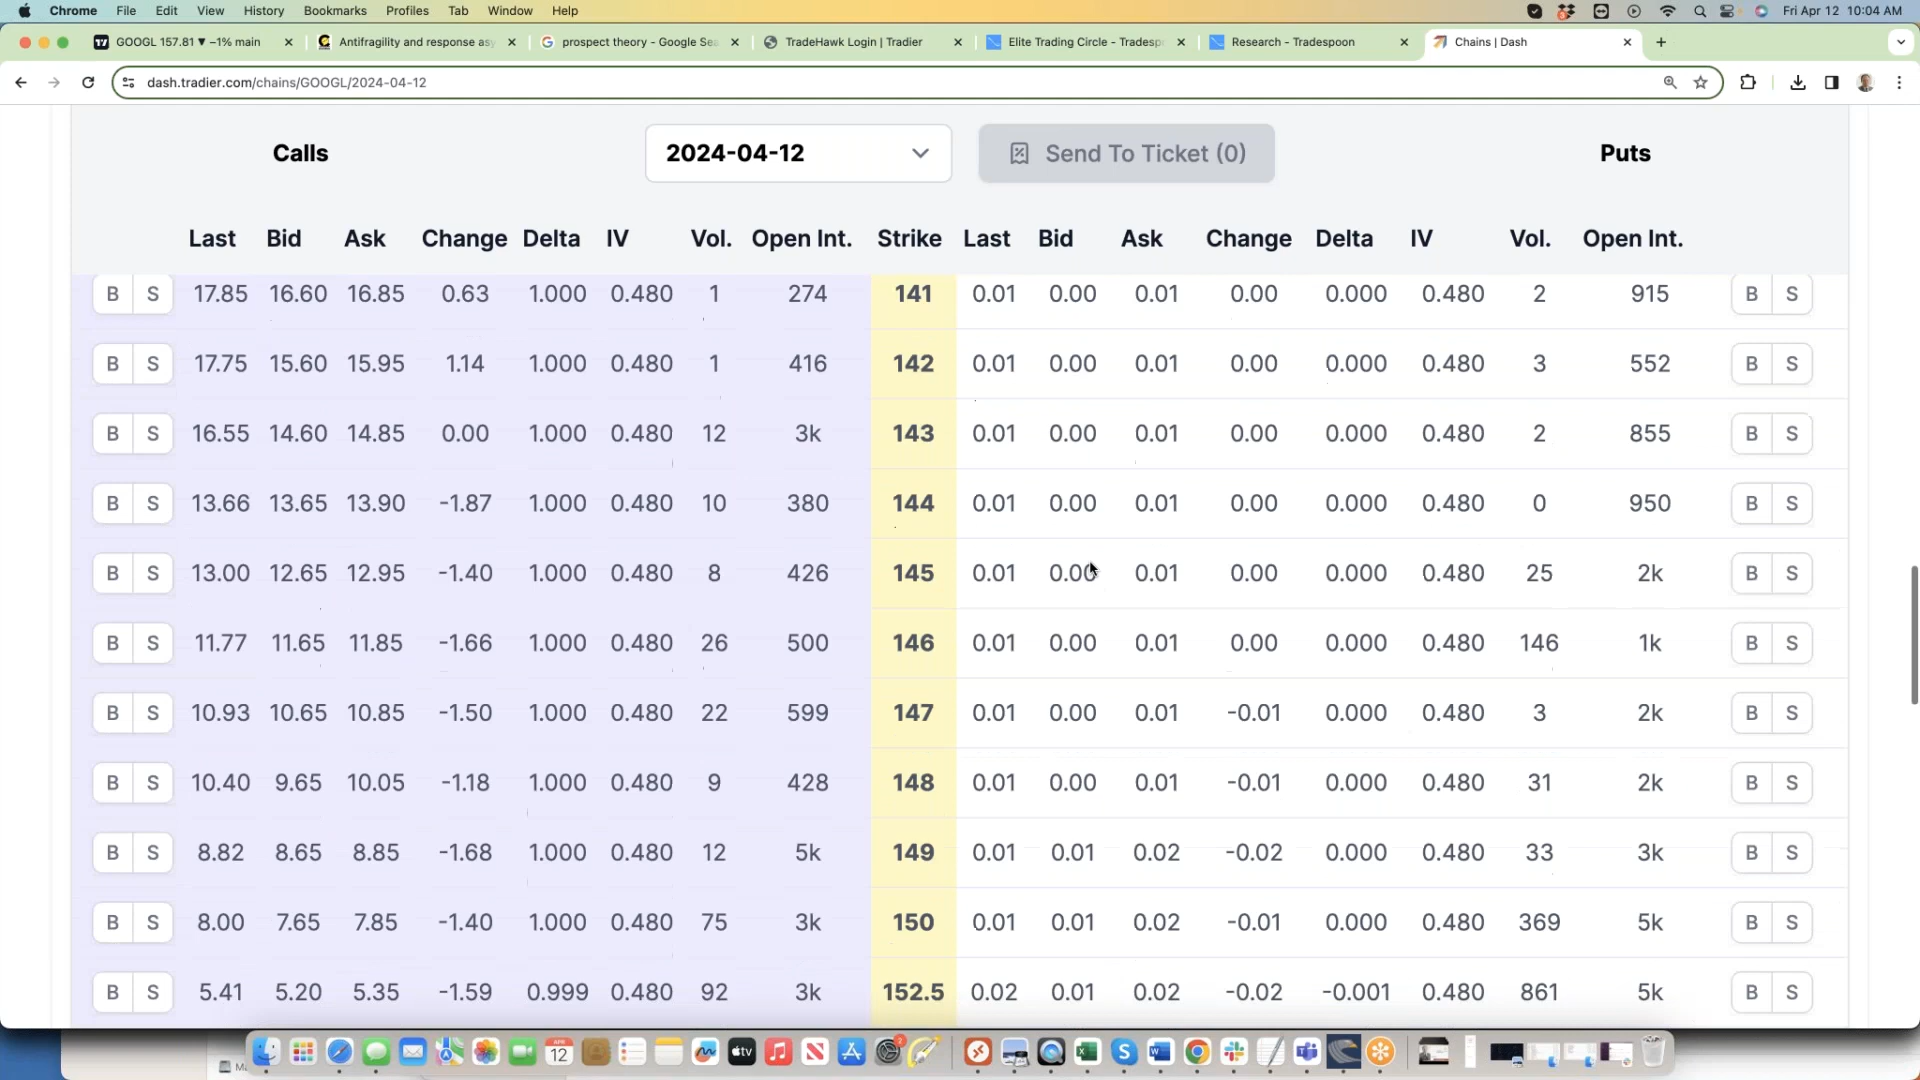 Chrome File Edit View History Bookmarks Profiles Tab Window Help Fri Apr 12 10:04 AM
GOOGL 157.81 ▼ −1% main Antifragility and response asy prospect theory - Google Sea TradeHawk Login | Tradier Elite Trading Circle - Tradespo Research - Tradespoon Chains | Dash
dash.tradier.com/chains/GOOGL/2024-04-12
Calls 2024-04-12 Send To Ticket (0) Puts
Last Bid Ask Change Delta IV Vol. Open Int. Strike Last Bid Ask Change Delta IV Vol. Open Int.
B S 17.85 16.60 16.85 0.63 1.000 0.480 1 274 141 0.01 0.00 0.01 0.00 0.000 0.480 2 915 B S
B S 17.75 15.60 15.95 1.14 1.000 0.480 1 416 142 0.01 0.00 0.01 0.00 0.000 0.480 3 552 B S
B S 16.55 14.60 14.85 0.00 1.000 0.480 12 3k 143 0.01 0.00 0.01 0.00 0.000 0.480 2 855 B S
B S 13.66 13.65 13.90 -1.87 1.000 0.480 10 380 144 0.01 0.00 0.01 0.00 0.000 0.480 0 950 B S
B S 13.00 12.65 12.95 -1.40 1.000 0.480 8 426 145 0.01 0.00 0.01 0.00 0.000 0.480 25 2k B S
B S 11.77 11.65 11.85 -1.66 1.000 0.480 26 500 146 0.01 0.00 0.01 0.00 0.000 0.480 146 1k B S
B S 10.93 10.65 10.85 -1.50 1.000 0.480 22 599 147 0.01 0.00 0.01 -0.01 0.000 0.480 3 2k B S
B S 10.40 9.65 10.05 -1.18 1.000 0.480 9 428 148 0.01 0.00 0.01 -0.01 0.000 0.480 31 2k B S
B S 8.82 8.65 8.85 -1.68 1.000 0.480 12 5k 149 0.01 0.01 0.02 -0.02 0.000 0.480 33 3k B S
B S 8.00 7.65 7.85 -1.40 1.000 0.480 75 3k 150 0.01 0.01 0.02 -0.01 0.000 0.480 369 5k B S
B S 5.41 5.20 5.35 -1.59 0.999 0.480 92 3k 152.5 0.02 0.01 0.02 -0.02 -0.001 0.480 861 5k B S